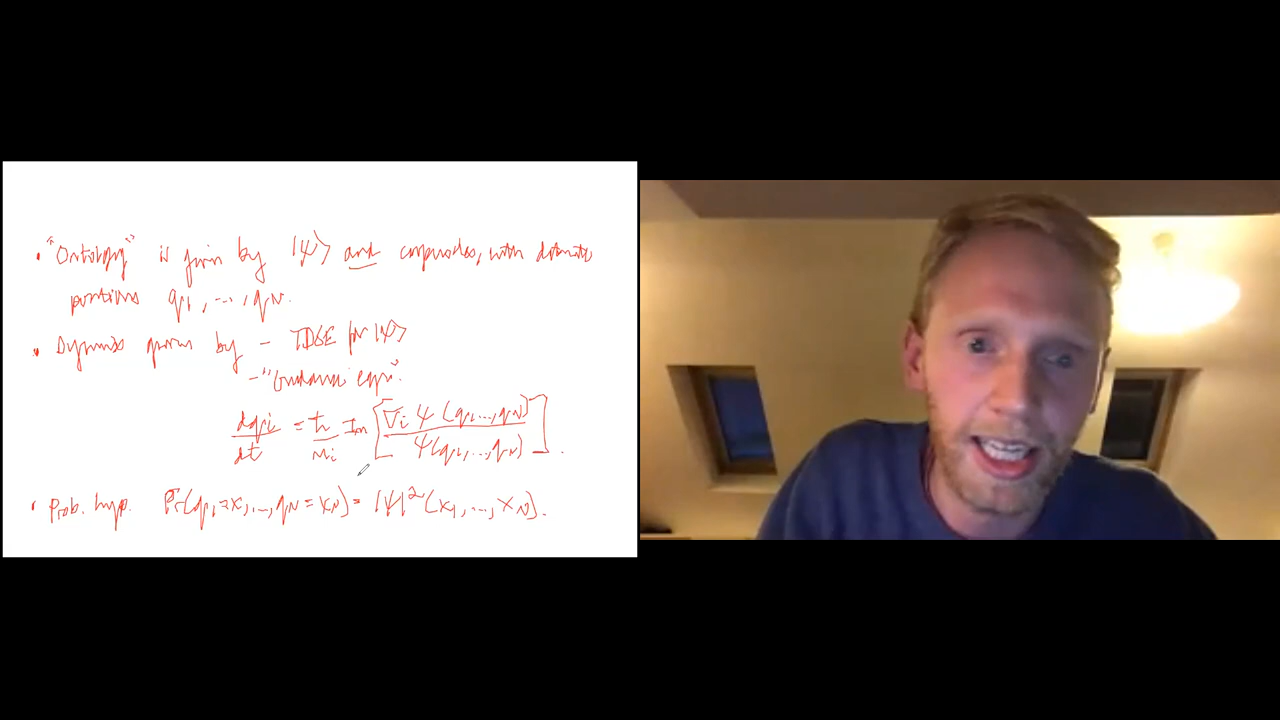 • "Ontology" is given by |ψ⟩ and corpuscles, with definite
positions q₁, ..., qN.
• Dynamics given by – TDSE for |ψ⟩
– "Guidance eqn".
dqᵢ/dt = ħ/mᵢ Im [∇ᵢ ψ (q₁,...,qN) / ψ(q₁,...,qN)].
• Prob. hyp. Pr(q₁=x₁,...,qN=xN) = |ψ|²(x₁,...,xN).